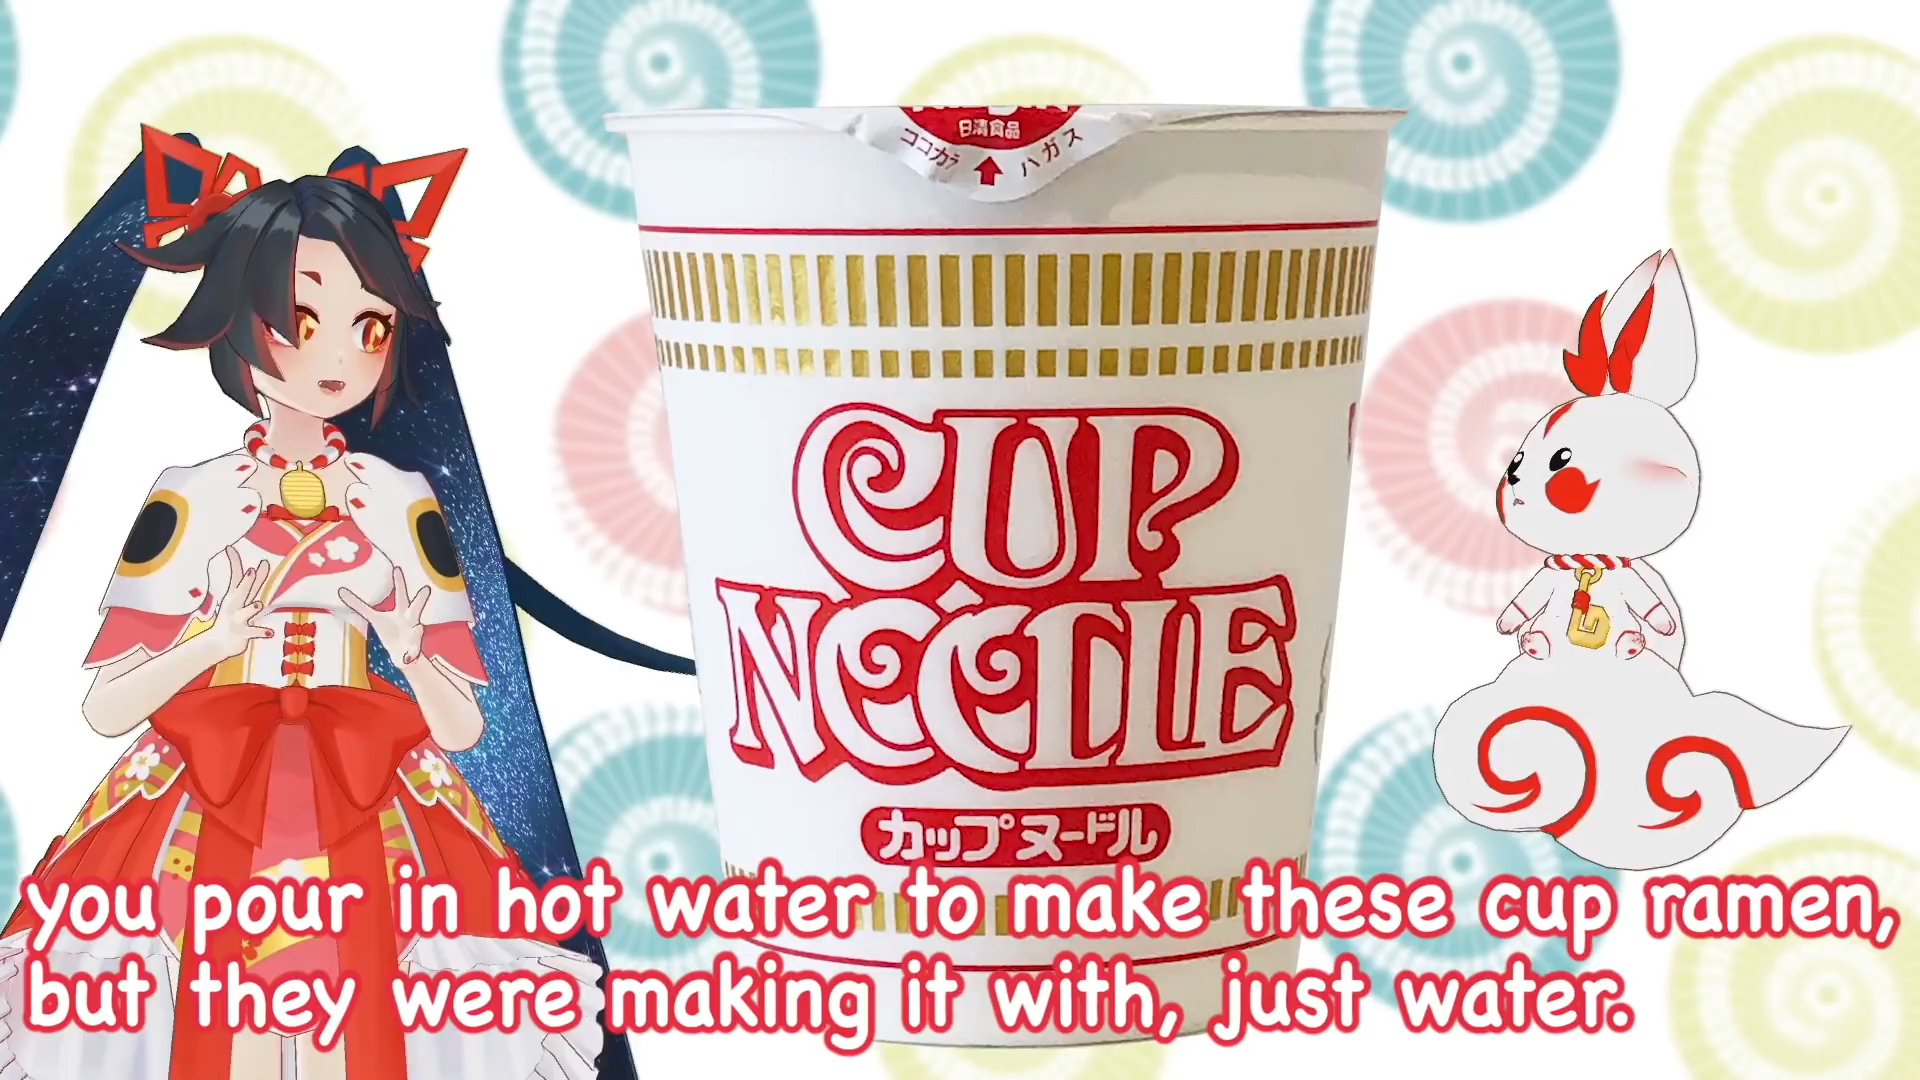 日清食品
ココカラ ハガス
CUP
NOODLE
カップヌードル
you pour in hot water to make these cup ramen,
but they were making it with, just water.